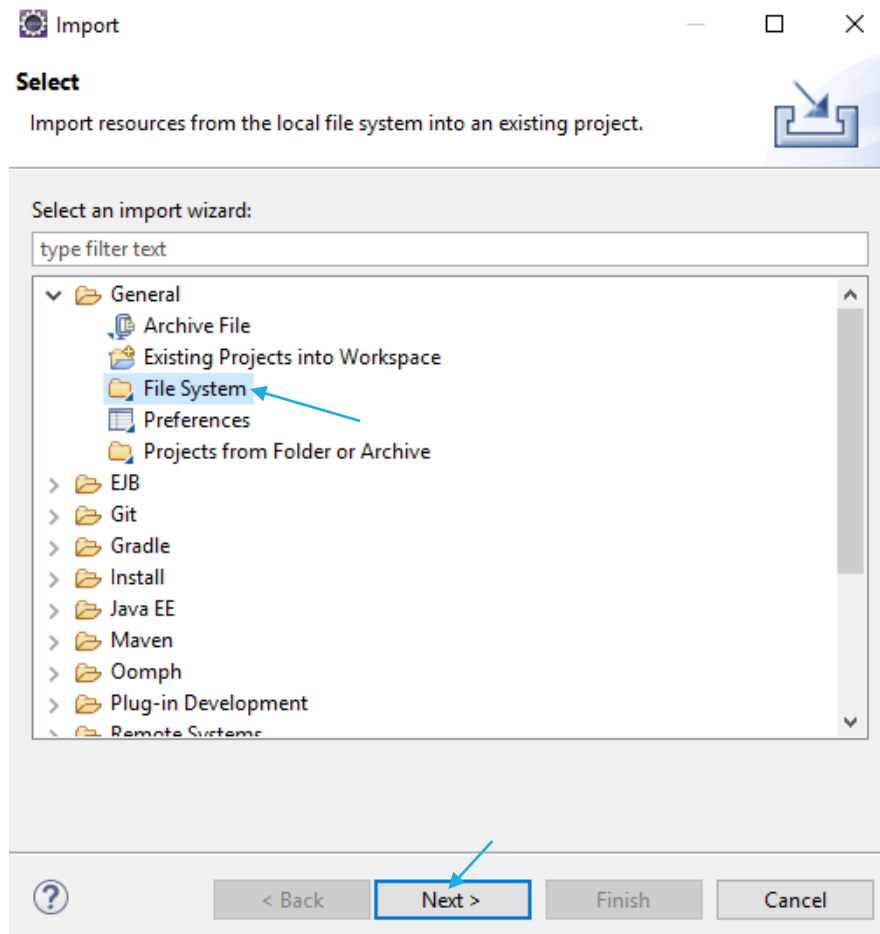 Import
Select
Import resources from the local file system into an existing project.
Select an import wizard:
type filter text
General
Archive File
Existing Projects into Workspace
File System
Preferences
Projects from Folder or Archive
EJB
Git
Gradle
Install
Java EE
Maven
Oomph
Plug-in Development
Remote Systems
? < Back Next > Finish Cancel